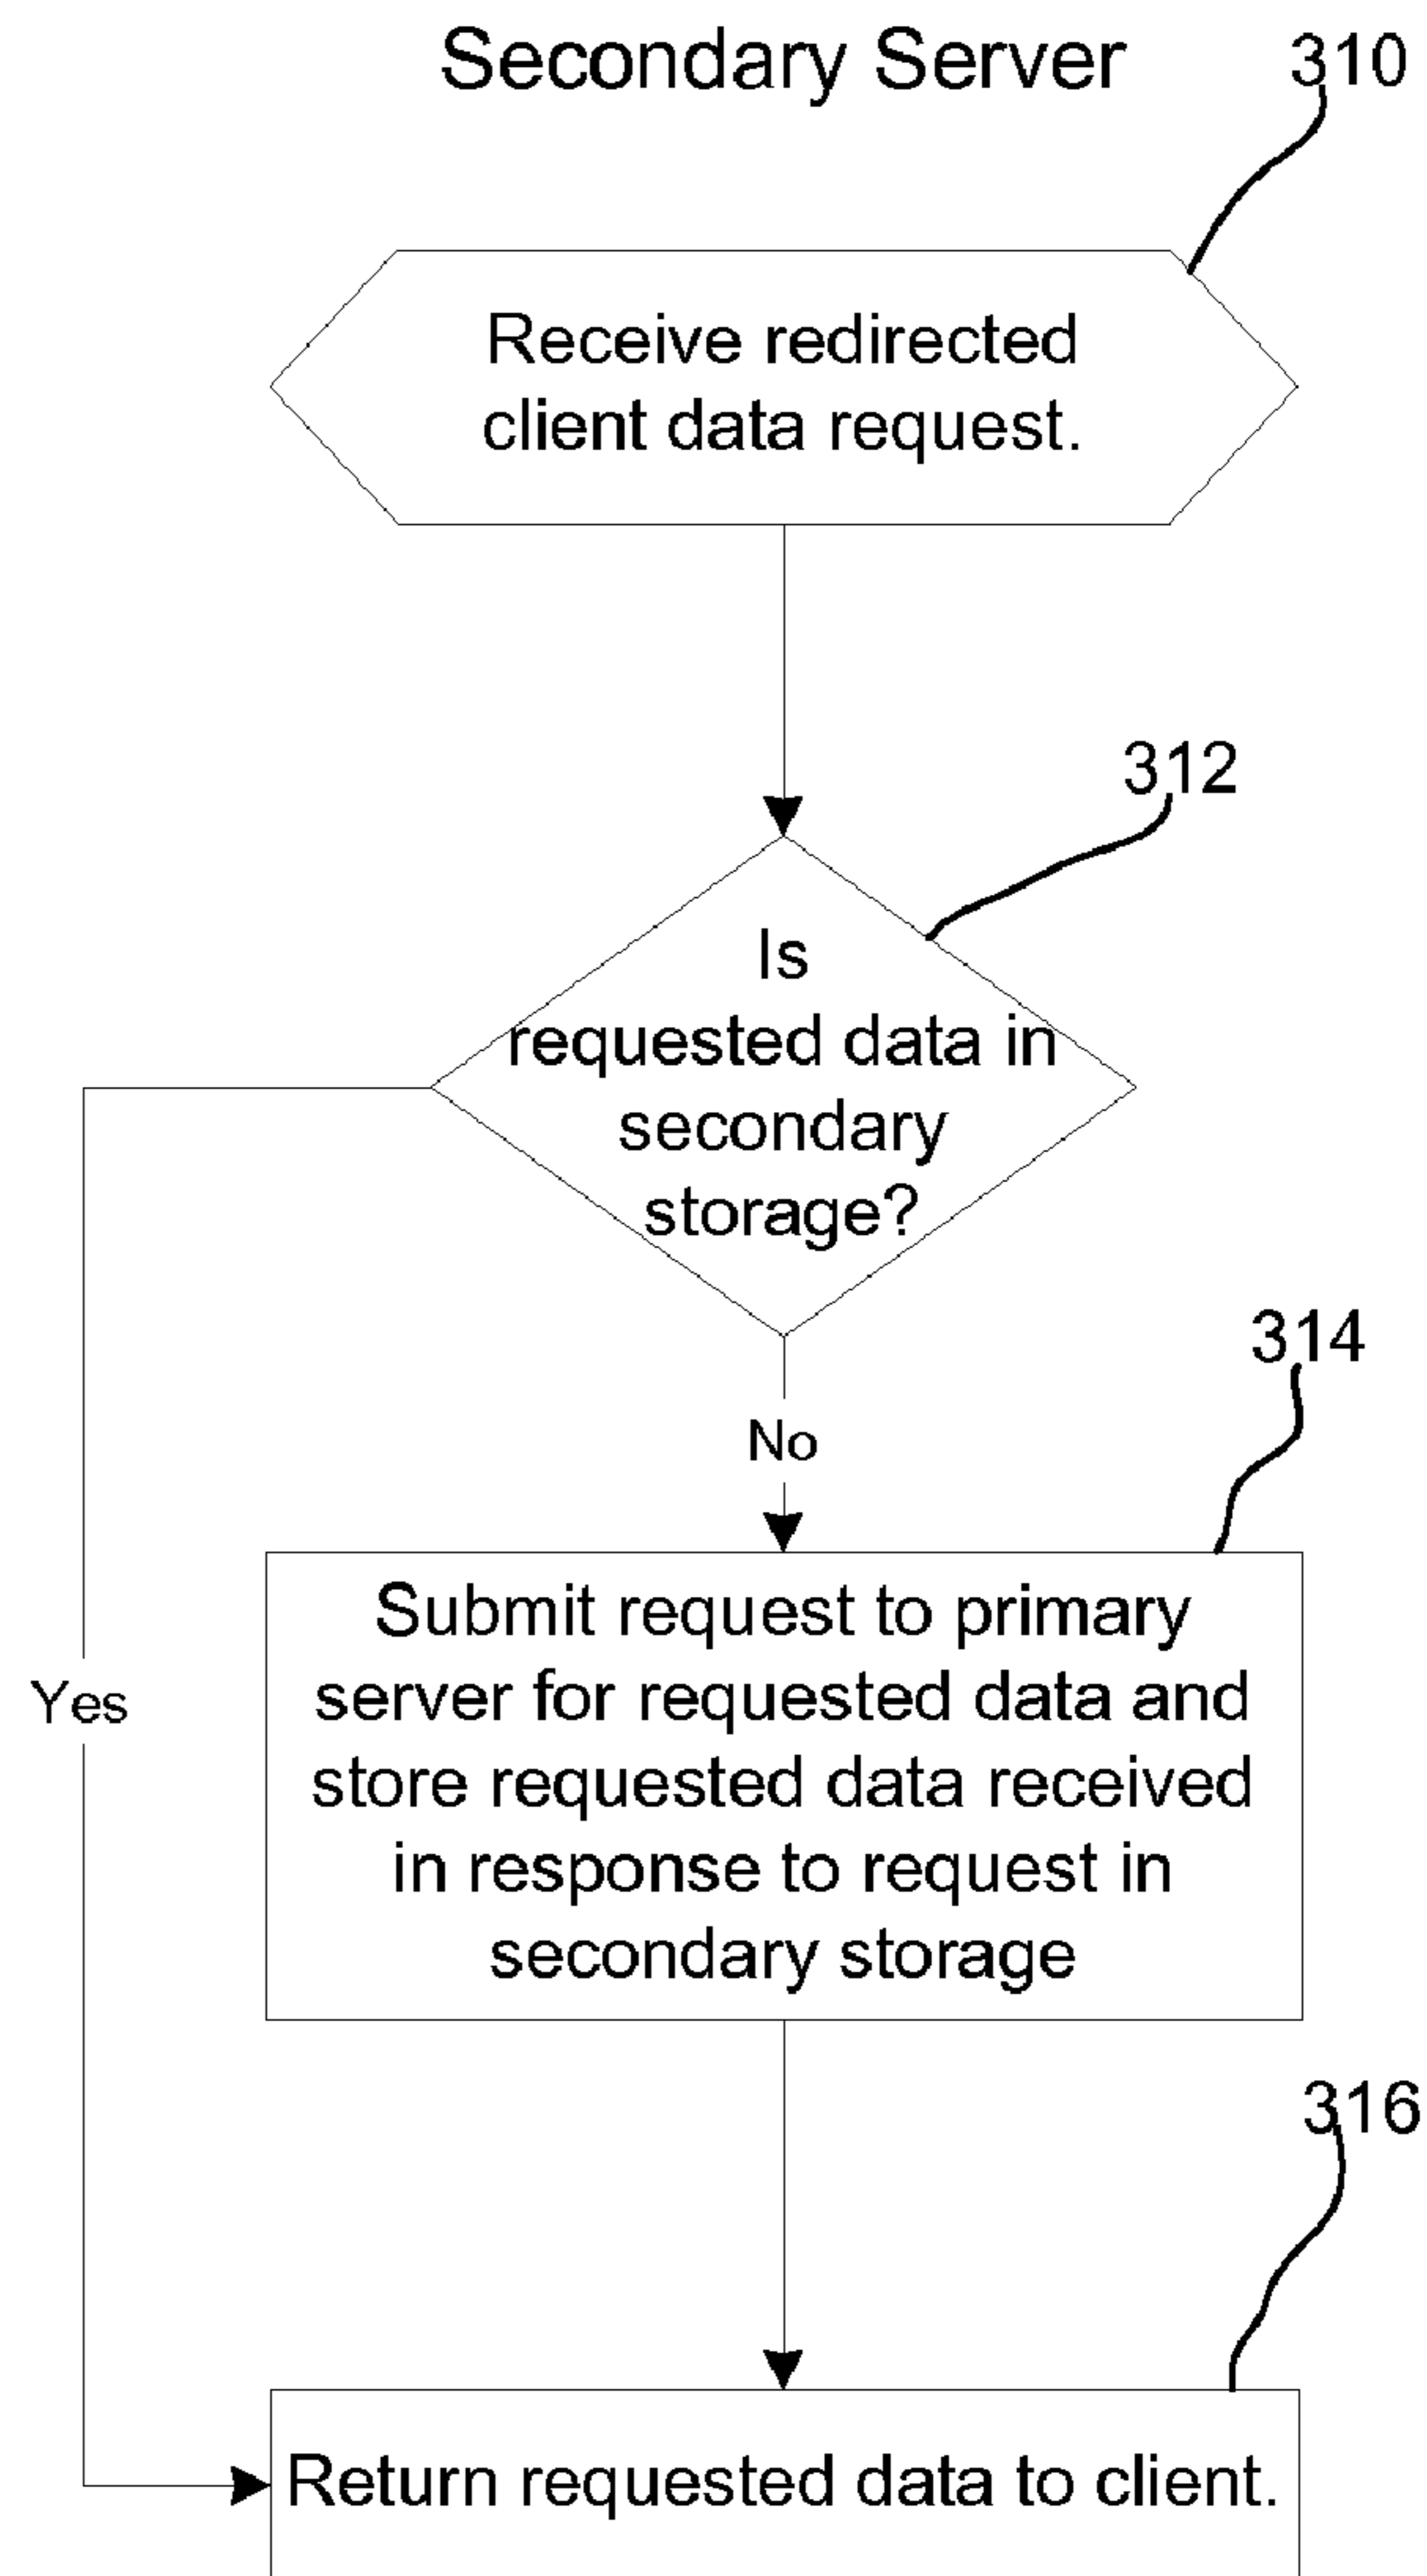 Secondary Server
310
Receive redirected
client data request.
312
Is
requested data in
secondary
storage?
314
No
Submit request to primary
server for requested data and
store requested data received
in response to request in
secondary storage
Yes
316
Return requested data to client.